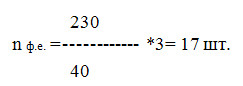 230
n ф.е. =------------- *3= 17 шт.
40